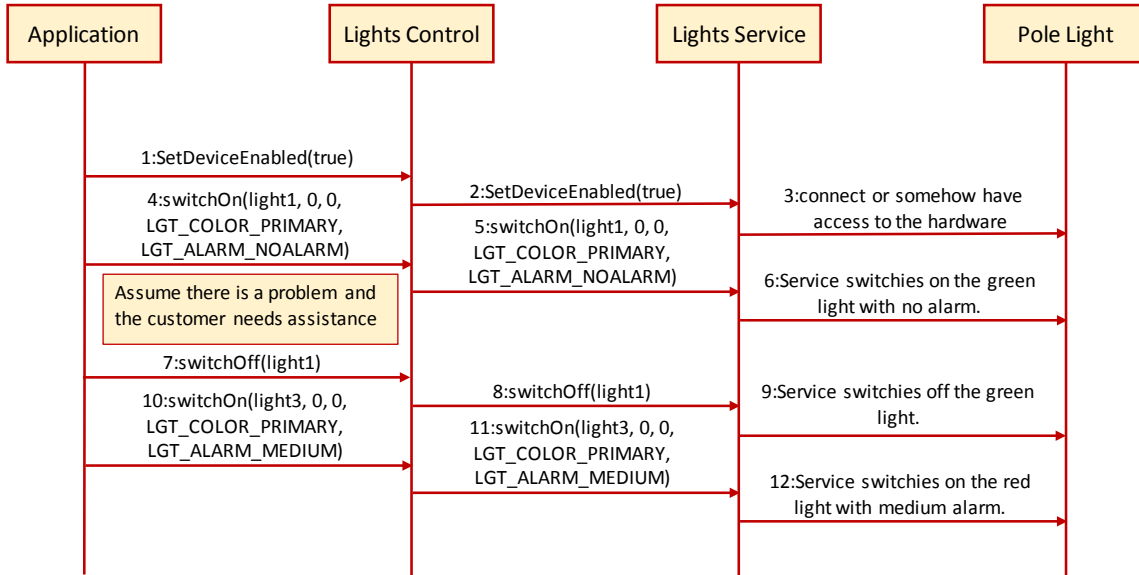 Application
Lights Control
Lights Service
Pole Light
1:SetDeviceEnabled(true)
2:SetDeviceEnabled(true)
3:connect or somehow have
access to the hardware
4:switchOn(light1, 0, 0,
LGT_COLOR_PRIMARY,
LGT_ALARM_NOALARM)
5:switchOn(light1, 0, 0,
LGT_COLOR_PRIMARY,
LGT_ALARM_NOALARM)
6:Service switchies on the green
light with no alarm.
Assume there is a problem and
the customer needs assistance
7:switchOff(light1)
8:switchOff(light1)
9:Service switchies off the green
light.
10:switchOn(light3, 0, 0,
LGT_COLOR_PRIMARY,
LGT_ALARM_MEDIUM)
11:switchOn(light3, 0, 0,
LGT_COLOR_PRIMARY,
LGT_ALARM_MEDIUM)
12:Service switchies on the red
light with medium alarm.